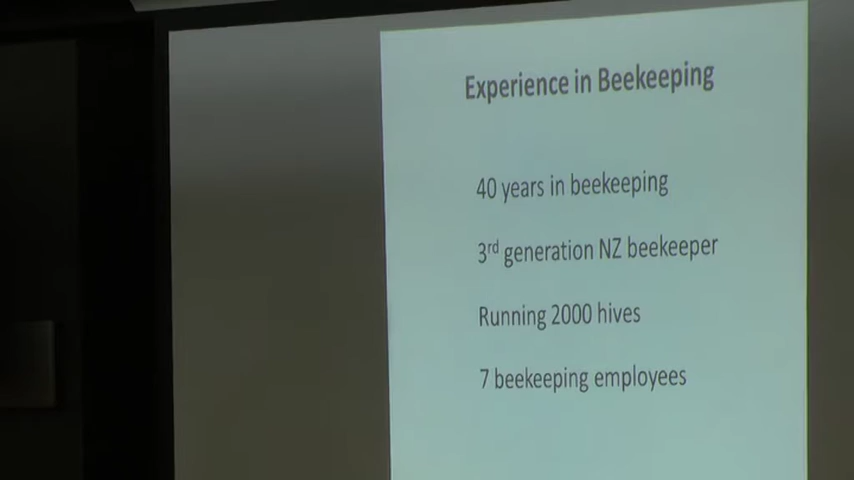 Experience in Beekeeping
40 years in beekeeping
3rd generation NZ beekeeper
Running 2000 hives
7 beekeeping employees